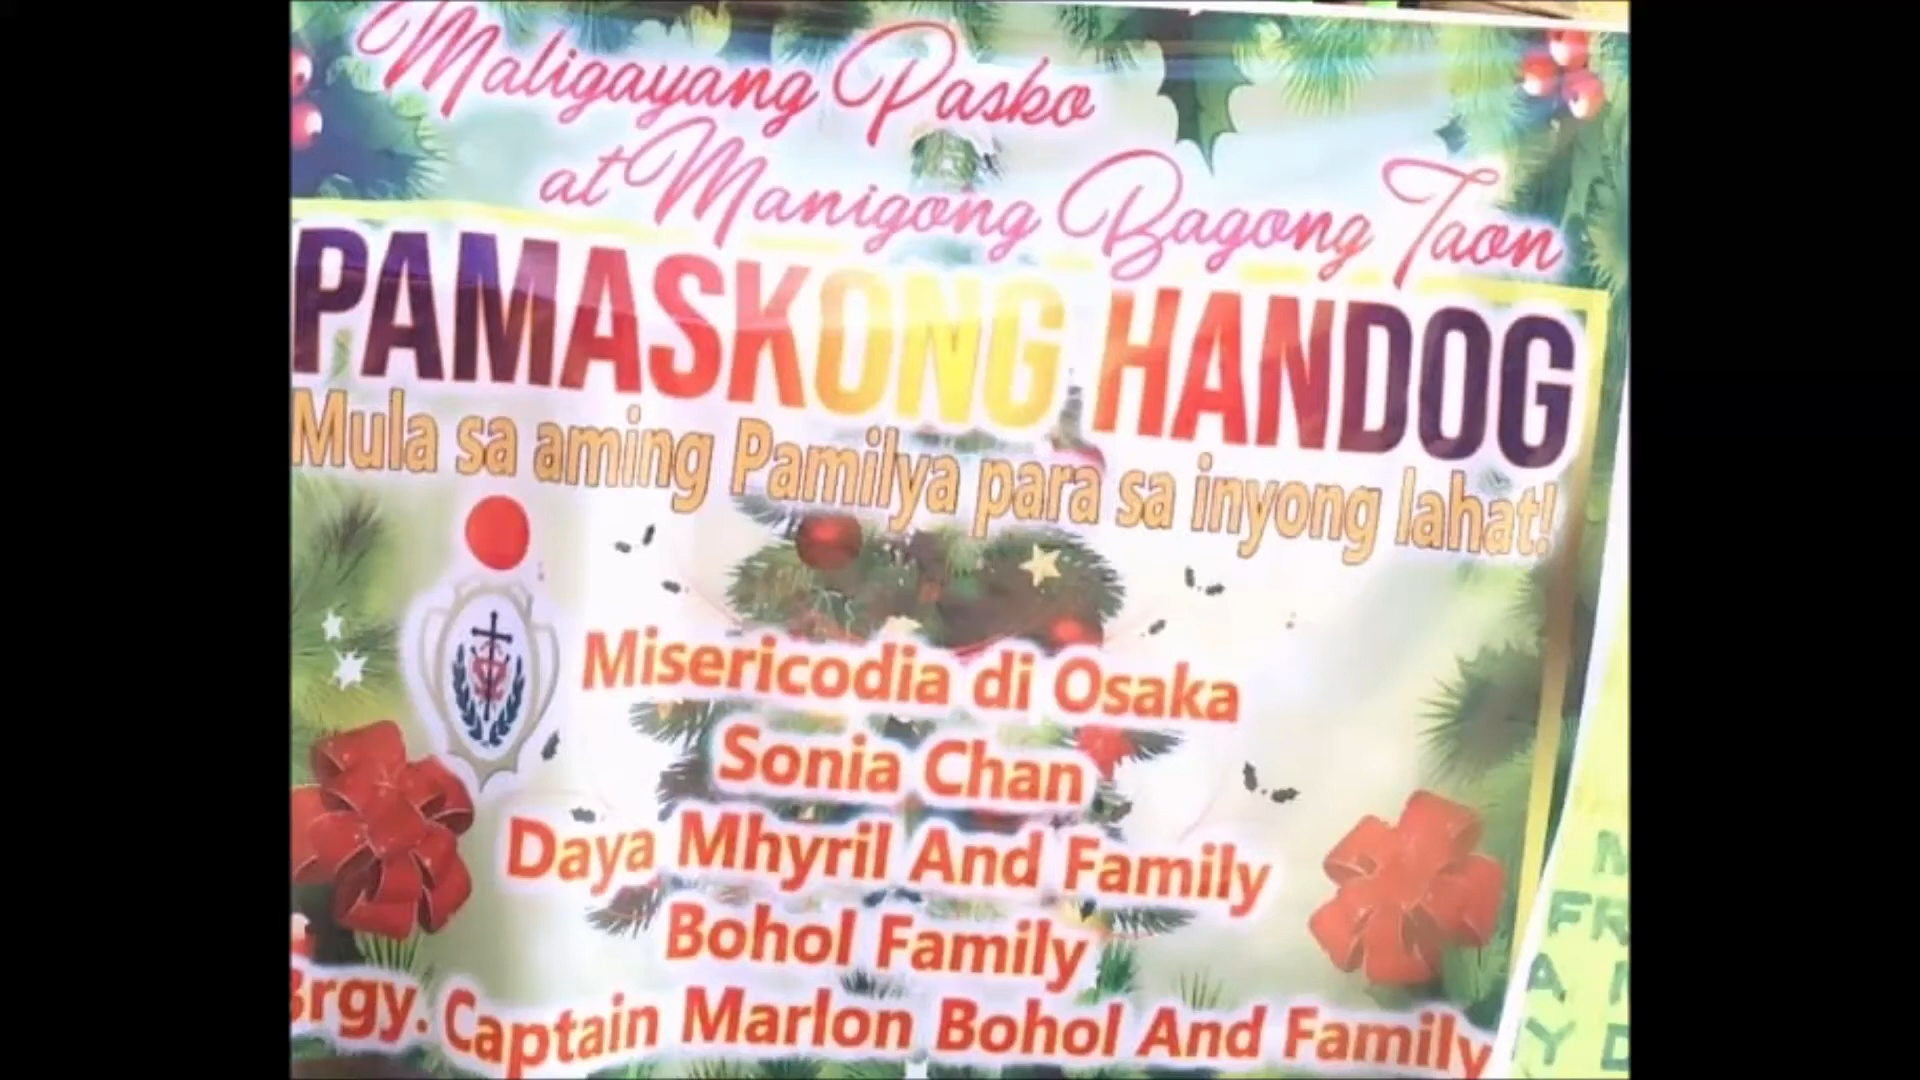 Maligayang Pasko
at Manigong Bagong Taon
PAMASKONG HANDOG
Mula sa aming Pamilya para sa inyong lahat!
Misericodia di Osaka
Sonia Chan
Daya Mhyril And Family
Bohol Family
Brgy. Captain Marlon Bohol And Family